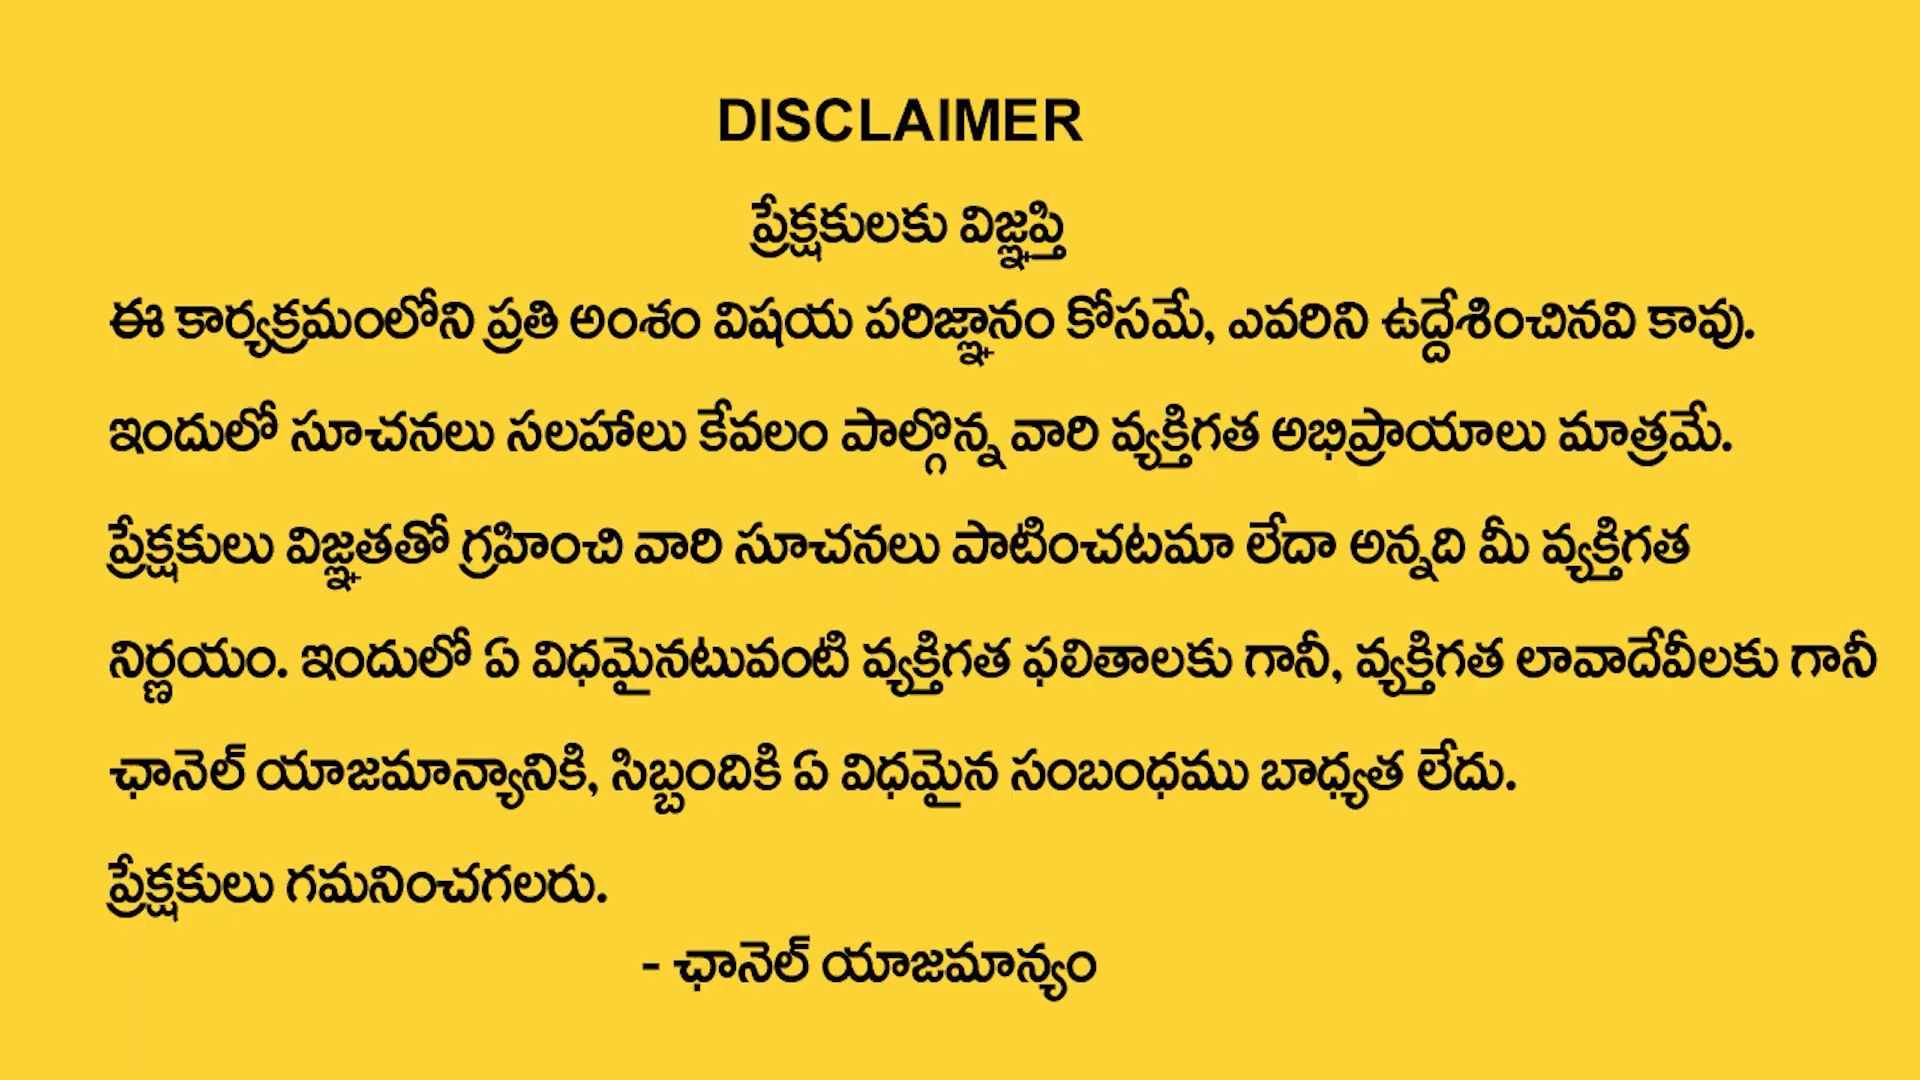 DISCLAIMER
ప్రేక్షకులకు విజ్ఞప్తి
ఈ కార్యక్రమంలోని ప్రతి అంశం విషయ పరిజ్ఞానం కోసమే, ఎవరిని ఉద్దేశించినవి కావు.
ఇందులో సూచనలు సలహాలు కేవలం పాల్గొన్న వారి వ్యక్తిగత అభిప్రాయాలు మాత్రమే.
ప్రేక్షకులు విజ్ఞతతో గ్రహించి వారి సూచనలు పాటించటమా లేదా అన్నది మీ వ్యక్తిగత
నిర్ణయం. ఇందులో ఏ విధమైనటువంటి వ్యక్తిగత ఫలితాలకు గానీ, వ్యక్తిగత లావాదేవీలకు గానీ
ఛానెల్ యాజమాన్యానికి, సిబ్బందికి ఏ విధమైన సంబంధము బాధ్యత లేదు.
ప్రేక్షకులు గమనించగలరు.
- ఛానెల్ యాజమాన్యం